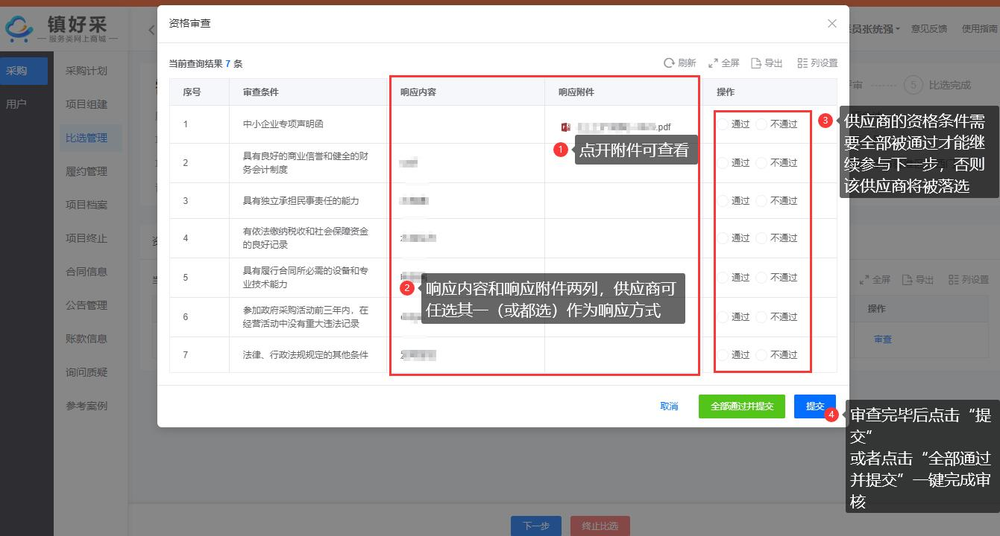 镇好采
服务类网上商城
采购
用户
采购计划
项目组建
比选管理
履约管理
项目档案
项目终止
合同信息
公告管理
账款信息
询问质疑
参考案例
员张统强
意见反馈
使用指南
5 比选完成
资格审查
当前查询结果 7 条
刷新 全屏 导出 列设置
序号 审查条件 响应内容 响应附件 操作
1 中小企业专项声明函 .pdf 通过 不通过
2 具有良好的商业信誉和健全的财
务会计制度 通过 不通过
3 具有独立承担民事责任的能力 通过 不通过
4 有依法缴纳税收和社会保障资金
的良好记录 通过 不通过
5 具有履行合同所必需的设备和专
业技术能力 通过 不通过
6 参加政府采购活动前三年内，在
经营活动中没有重大违法记录 通过 不通过
7 法律、行政法规规定的其他条件 通过 不通过
1 点开附件可查看
2 响应内容和响应附件两列，供应商可
任选其一（或都选）作为响应方式
3 供应商的资格条件需
要全部被通过才能继
续参与下一步，否则
该供应商将被落选
取消 全部通过并提交 提交
4 审查完毕后点击“提
交”
或者点击“全部通过
并提交”一键完成审
核
全屏 导出 列设置
操作
审查
下一步 终止比选